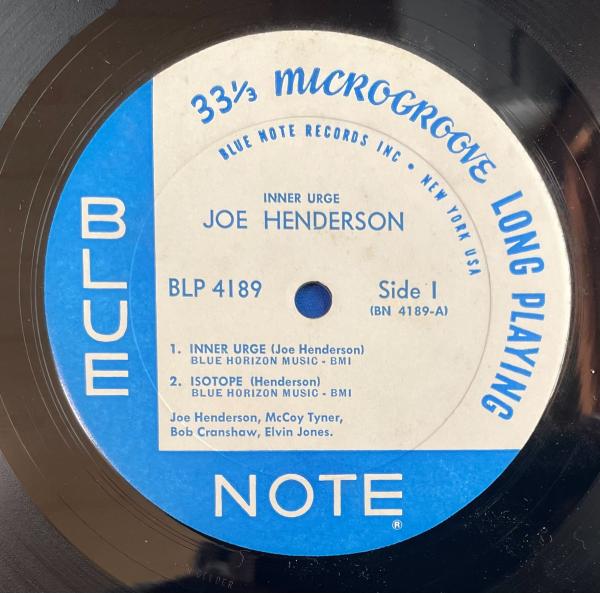 33⅓ MICROGROOVE LONG PLAYING
BLUE NOTE RECORDS INC • NEW YORK USA
INNER URGE
JOE HENDERSON
BLP 4189
Side 1
(BN 4189-A)
1. INNER URGE (Joe Henderson)
BLUE HORIZON MUSIC - BMI
2. ISOTOPE (Henderson)
BLUE HORIZON MUSIC - BMI
Joe Henderson, McCoy Tyner,
Bob Cranshaw, Elvin Jones.
BLUE
NOTE
®